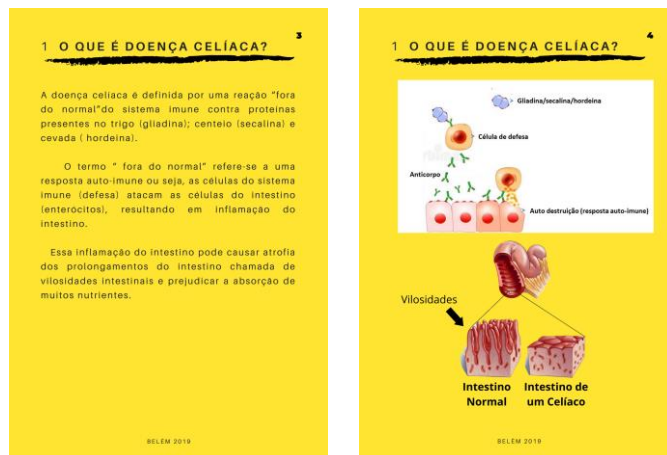 3
1 O QUE É DOENÇA CELÍACA?
A doença celíaca é definida por uma reação "fora
do normal"do sistema imune contra proteínas
presentes no trigo (gliadina); centeio (secalina) e
cevada ( hordeina).
O termo " fora do normal" refere-se a uma
resposta auto-imune ou seja, as células do sistema
imune (defesa) atacam as células do intestino
(enterócitos), resultando em inflamação do
intestino.
Essa inflamação do intestino pode causar atrofia
dos prolongamentos do intestino chamada de
vilosidades intestinais e prejudicar a absorção de
muitos nutrientes.
BELÉM 2019
4
1 O QUE É DOENÇA CELÍACA?
Gliadina/secalina/hordeina
Célula de defesa
Anticorpo
Auto destruição (resposta auto-imune)
Vilosidades
Intestino Normal
Intestino de um Celíaco
BELÉM 2019